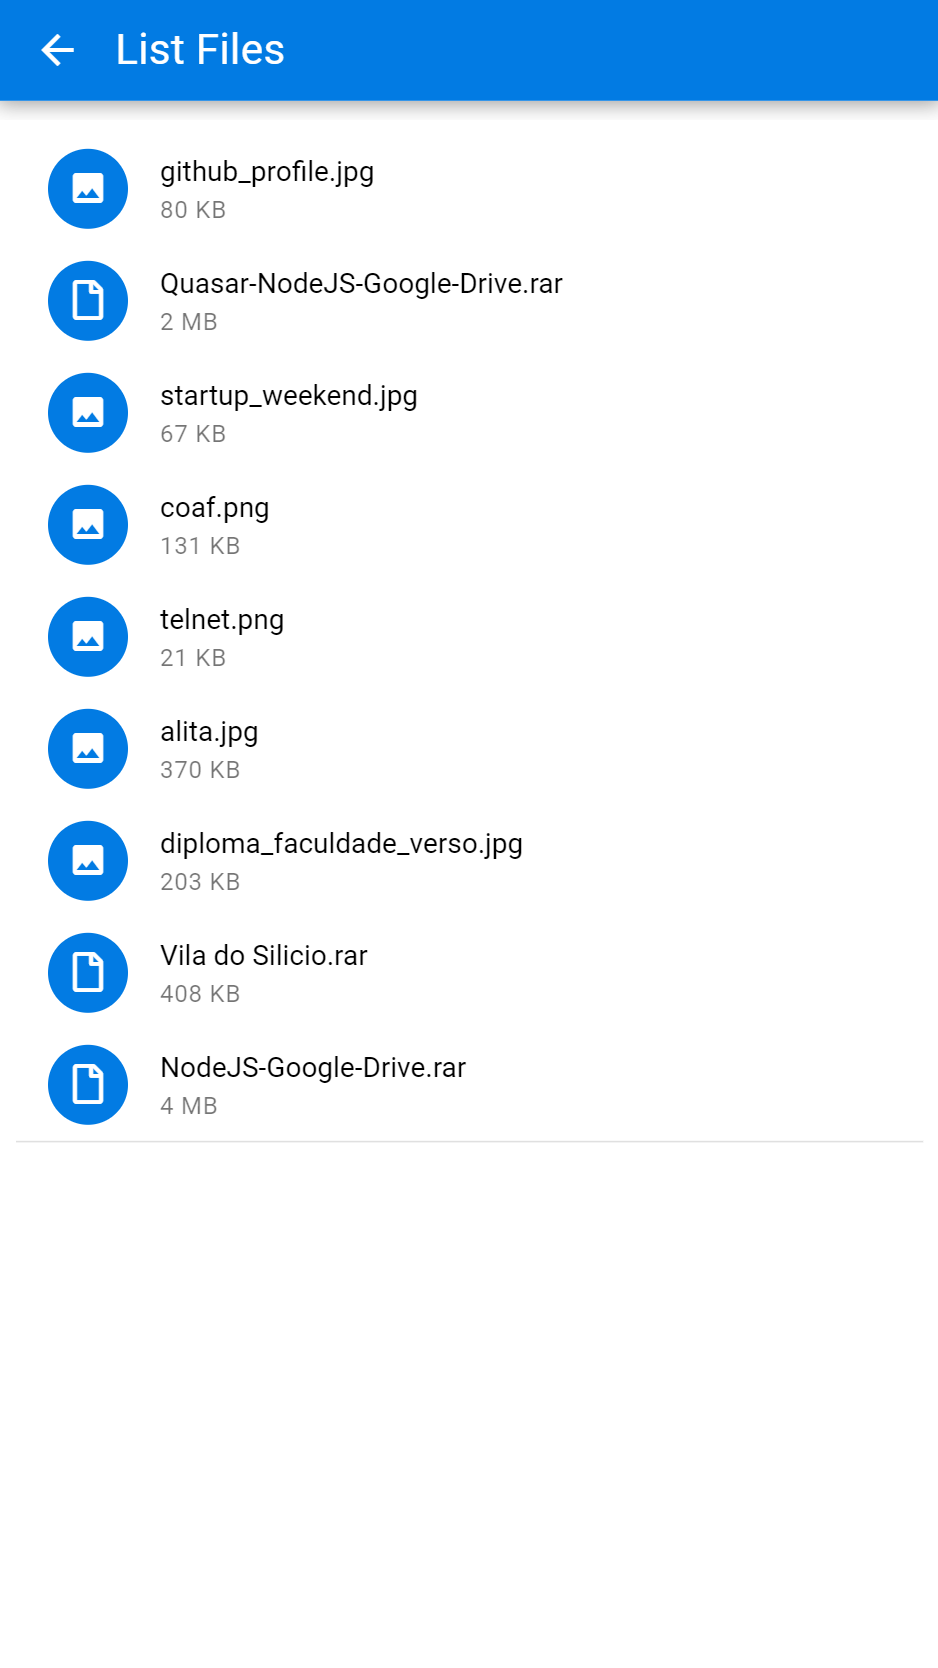 List Files
github_profile.jpg
80 KB
Quasar-NodeJS-Google-Drive.rar
2 MB
startup_weekend.jpg
67 KB
coaf.png
131 KB
telnet.png
21 KB
alita.jpg
370 KB
diploma_faculdade_verso.jpg
203 KB
Vila do Silicio.rar
408 KB
NodeJS-Google-Drive.rar
4 MB